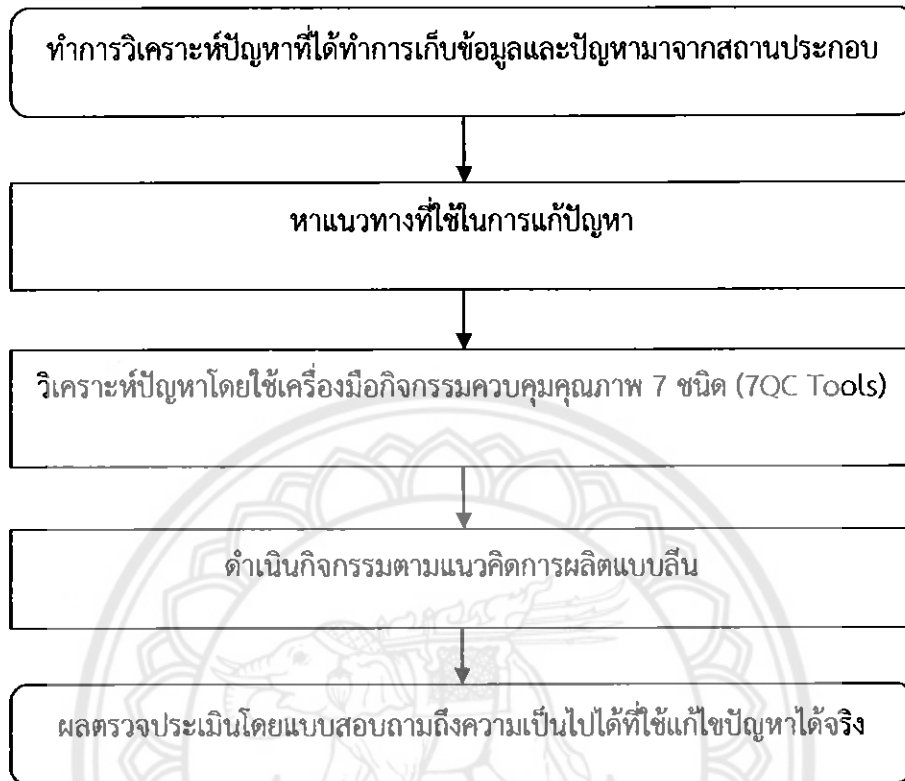 ทำการวิเคราะห์ปัญหาที่ได้ทำการเก็บข้อมูลและปัญหามาจากสถานประกอบ
หาแนวทางที่ใช้ในการแก้ปัญหา
วิเคราะห์ปัญหาโดยใช้เครื่องมือกิจกรรมควบคุมคุณภาพ 7 ชนิด (7QC Tools)
ดำเนินกิจกรรมตามแนวคิดการผลิตแบบลีน
ผลตรวจประเมินโดยแบบสอบถามถึงความเป็นไปได้ที่ใช้แก้ไขปัญหาได้จริง